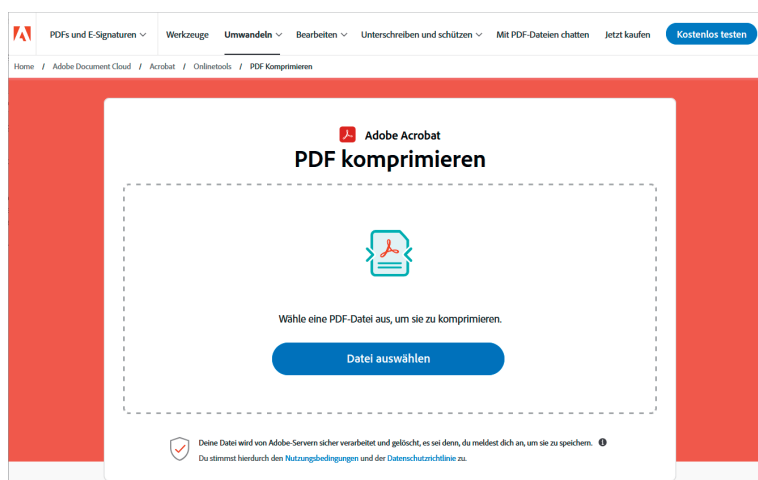 PDFs und E-Signaturen Werkzeuge Umwandeln Bearbeiten Unterschreiben und schützen Mit PDF-Dateien chatten Jetzt kaufen Kostenlos testen
Home / Adobe Document Cloud / Acrobat / Onlinetools / PDF Komprimieren
Adobe Acrobat
PDF komprimieren
Wähle eine PDF-Datei aus, um sie zu komprimieren.
Datei auswählen
Deine Datei wird von Adobe-Servern sicher verarbeitet und gelöscht, es sei denn, du meldest dich an, um sie zu speichern.
Du stimmst hierdurch den Nutzungsbedingungen und der Datenschutzrichtlinie zu.